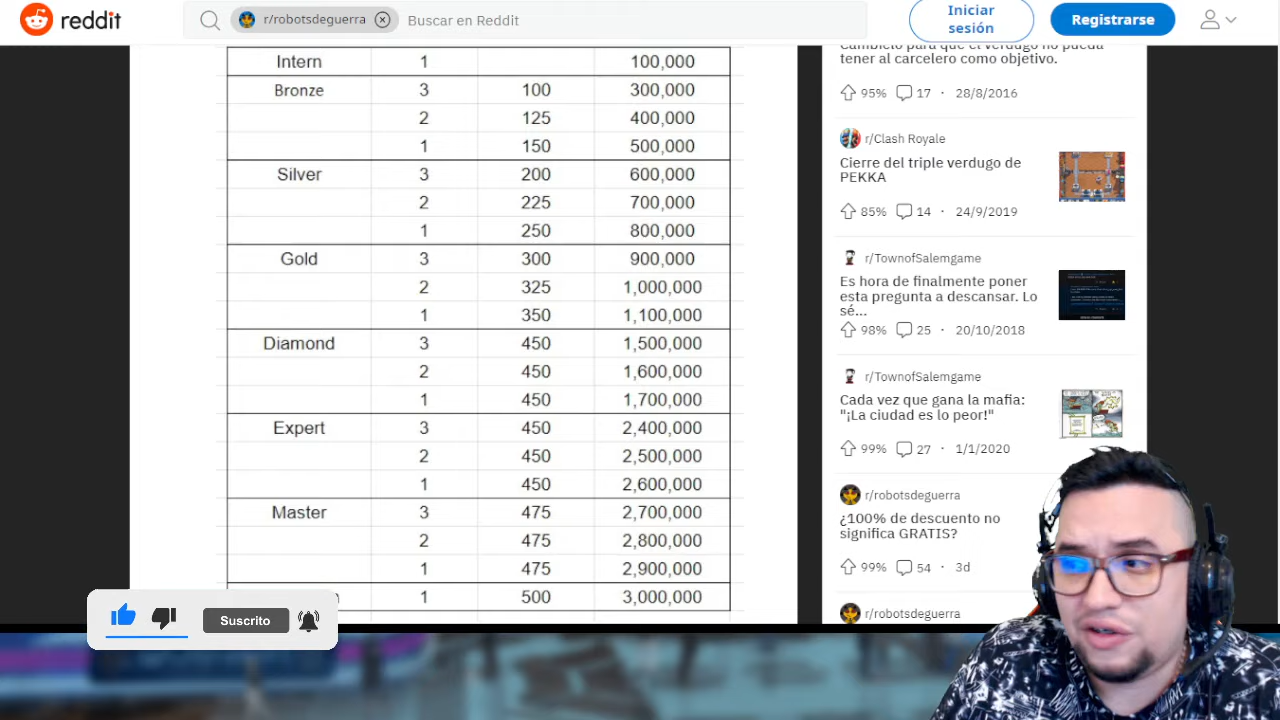 reddit
r/robotsdeguerra
Buscar en Reddit
Iniciar
sesión
Registrarse
Intern 1 100,000
Bronze 3 100 300,000
2 125 400,000
1 150 500,000
Silver 3 200 600,000
2 225 700,000
1 250 800,000
Gold 3 300 900,000
2 325 1,000,000
1 350 1,100,000
Diamond 3 450 1,500,000
2 450 1,600,000
1 450 1,700,000
Expert 3 450 2,400,000
2 450 2,500,000
1 450 2,600,000
Master 3 475 2,700,000
2 475 2,800,000
1 475 2,900,000
1 500 3,000,000
Cámbielo para que el verdugo no pueda
tener al carcelero como objetivo.
95% 17 · 28/8/2016
r/Clash Royale
Cierre del triple verdugo de
PEKKA
85% 14 · 24/9/2019
r/TownofSalemgame
Es hora de finalmente poner
esta pregunta a descansar. Lo
sé...
98% 25 · 20/10/2018
r/TownofSalemgame
Cada vez que gana la mafia:
"¡La ciudad es lo peor!"
99% 27 · 1/1/2020
r/robotsdeguerra
¿100% de descuento no
significa GRATIS?
99% 54 · 3d
r/robotsdeguerra
Suscrito